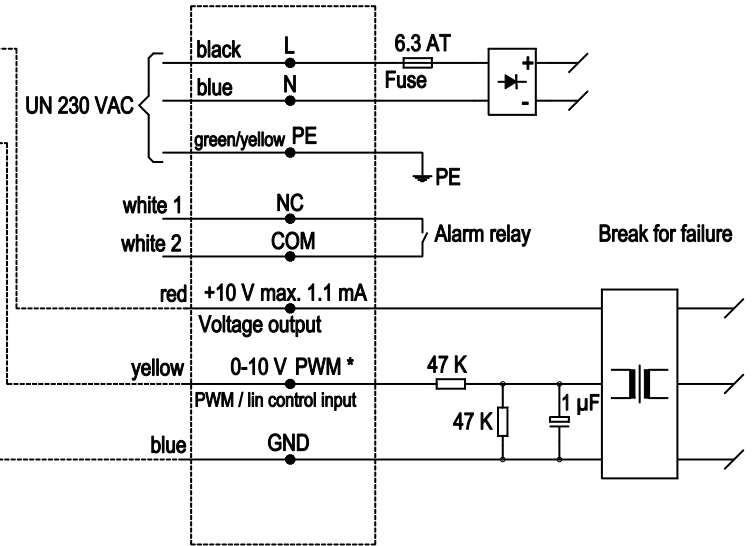 black L 6.3 AT
+
blue N Fuse
UN 230 VAC
-
green/yellow PE
PE
white 1 NC
Alarm relay Break for failure
white 2 COM
red +10 V max. 1.1 mA
Voltage output
yellow 0-10 V PWM * 47 K
PWM / lin control input 1 µF
47 K
blue GND